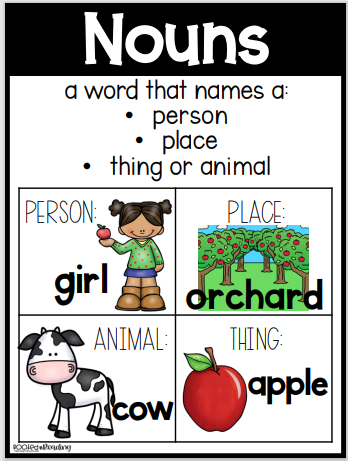 Nouns
a word that names a:
• person
• place
• thing or animal
PERSON:
girl
PLACE:
orchard
ANIMAL:
cow
THING:
apple